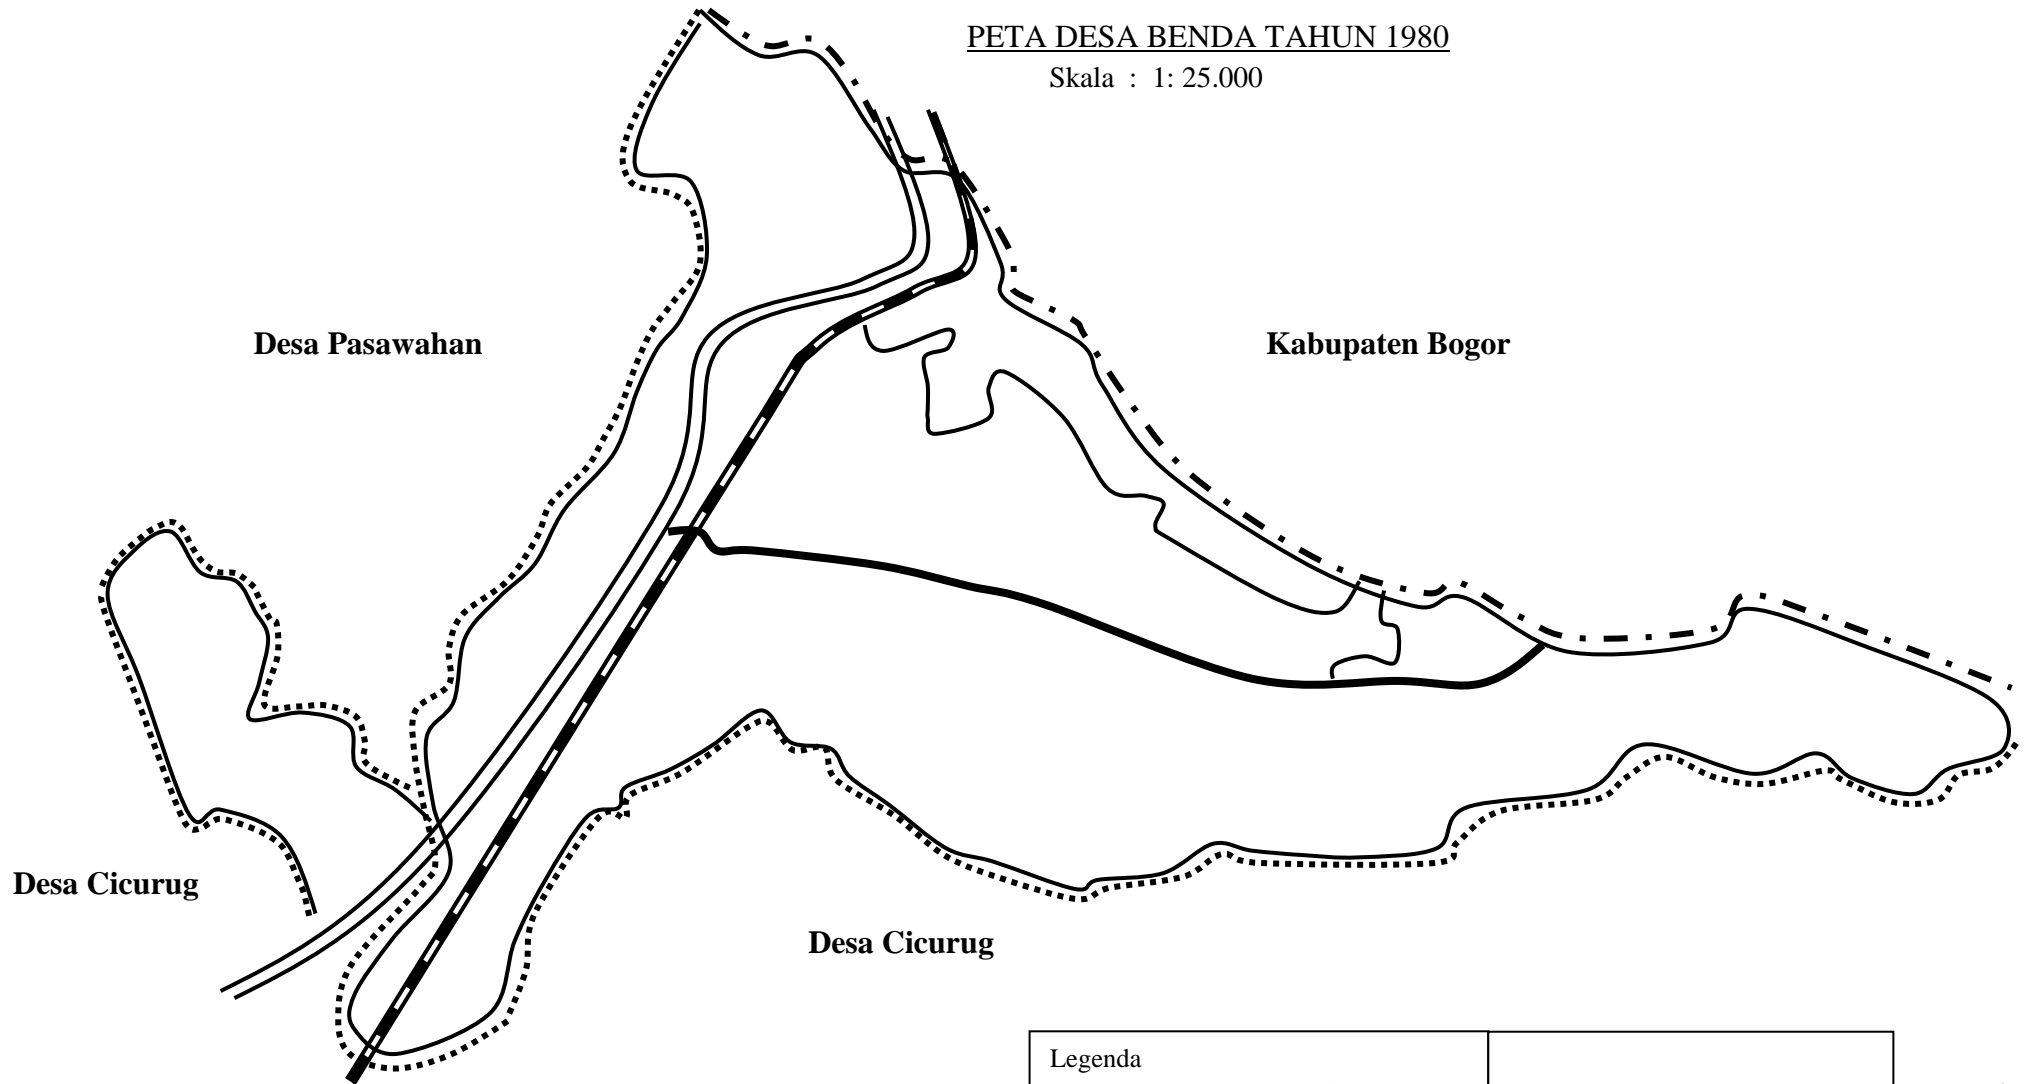 PETA DESA BENDA TAHUN 1980
Skala : 1: 25.000
Desa Pasawahan
Kabupaten Bogor
Desa Cicurug
Desa Cicurug
Legenda